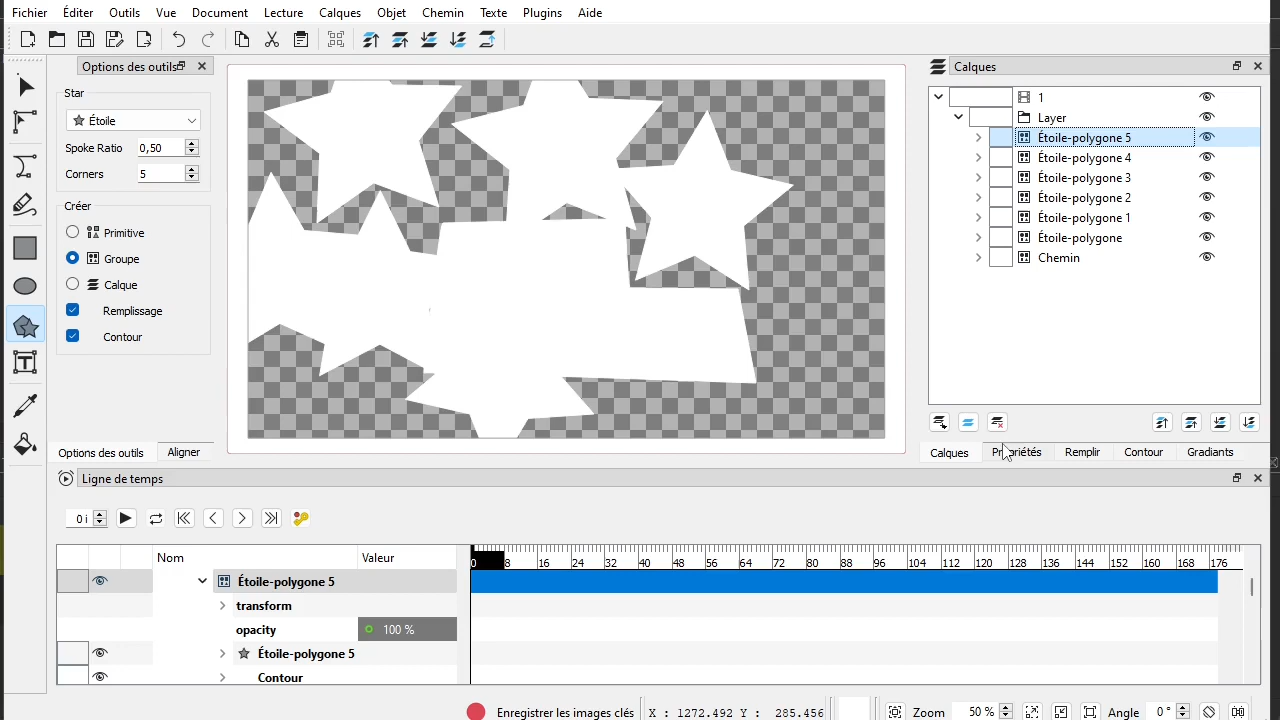 Fichier Éditer Outils Vue Document Lecture Calques Objet Chemin Texte Plugins Aide
Options des outils
Star
Étoile
Spoke Ratio 0,50
Corners 5
Créer
Primitive
Groupe
Calque
Remplissage
Contour
Options des outils Aligner
Calques
1
Layer
Étoile-polygone 5
Étoile-polygone 4
Étoile-polygone 3
Étoile-polygone 2
Étoile-polygone 1
Étoile-polygone
Chemin
Calques Propriétés Remplir Contour Gradients
Ligne de temps
0 i
Nom Valeur
0 8 16 24 32 40 48 56 64 72 80 88 96 104 112 120 128 136 144 152 160 168 176
Étoile-polygone 5
transform
opacity 100 %
Étoile-polygone 5
Contour
Enregistrer les images clés X : 1272.492 Y : 285.456 Zoom 50 % Angle 0 °